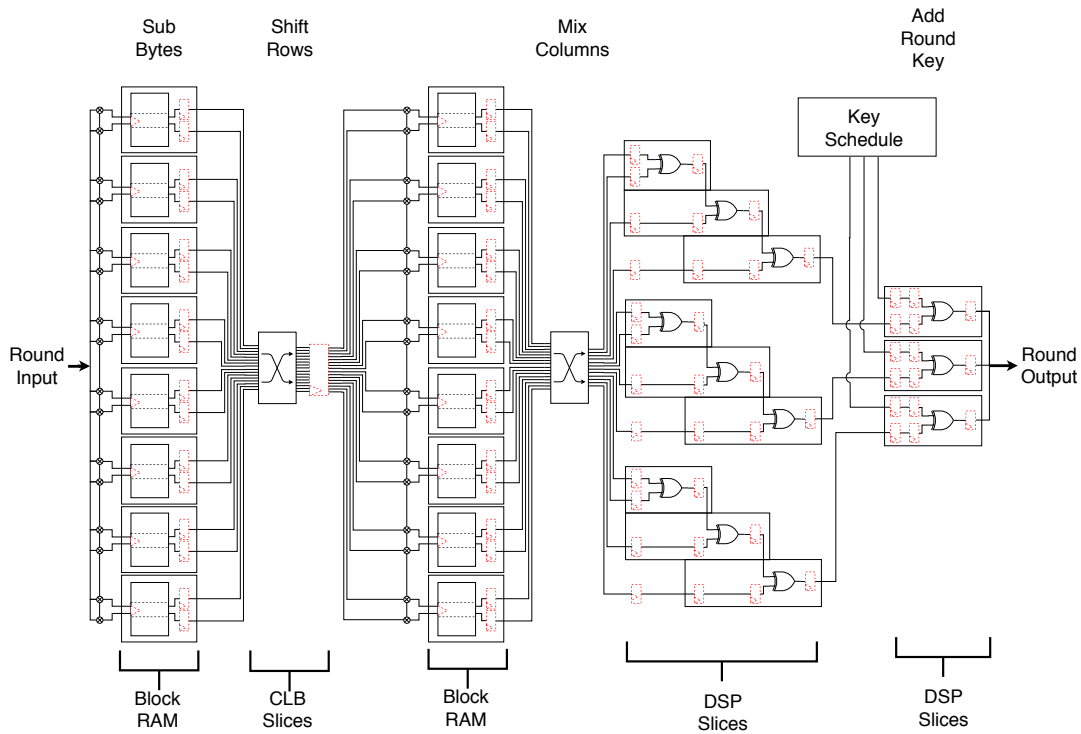 Sub
Bytes
Shift
Rows
Mix
Columns
Add
Round
Key
Key
Schedule
Round
Input
Round
Output
Block
RAM
CLB
Slices
Block
RAM
DSP
Slices
DSP
Slices